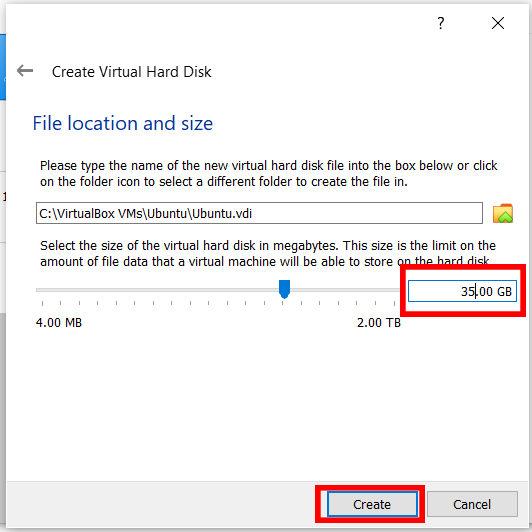 ?
Create Virtual Hard Disk
File location and size
Please type the name of the new virtual hard disk file into the box below or click
on the folder icon to select a different folder to create the file in.
C:\VirtualBox VMs\Ubuntu\Ubuntu.vdi
Select the size of the virtual hard disk in megabytes. This size is the limit on the
amount of file data that a virtual machine will be able to store on the hard disk.
35.00 GB
4.00 MB 2.00 TB
Create Cancel